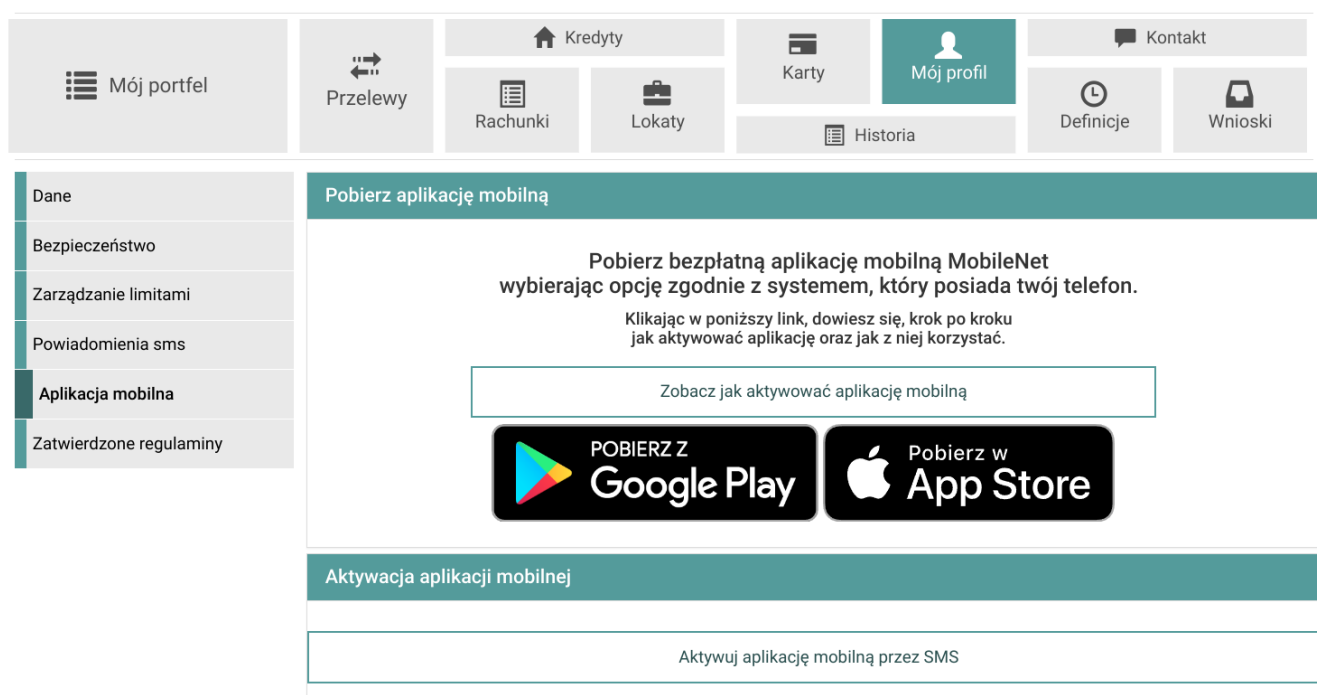 Mój portfel
Przelewy
Kredyty
Rachunki
Lokaty
Karty
Mój profil
Historia
Kontakt
Definicje
Wnioski
Dane
Bezpieczeństwo
Zarządzanie limitami
Powiadomienia sms
Aplikacja mobilna
Zatwierdzone regulaminy
Pobierz aplikację mobilną
Pobierz bezpłatną aplikację mobilną MobileNet
wybierając opcję zgodnie z systemem, który posiada twój telefon.
Klikając w poniższy link, dowiesz się, krok po kroku
jak aktywować aplikację oraz jak z niej korzystać.
Zobacz jak aktywować aplikację mobilną
POBIERZ Z
Google Play
Pobierz w
App Store
Aktywacja aplikacji mobilnej
Aktywuj aplikację mobilną przez SMS